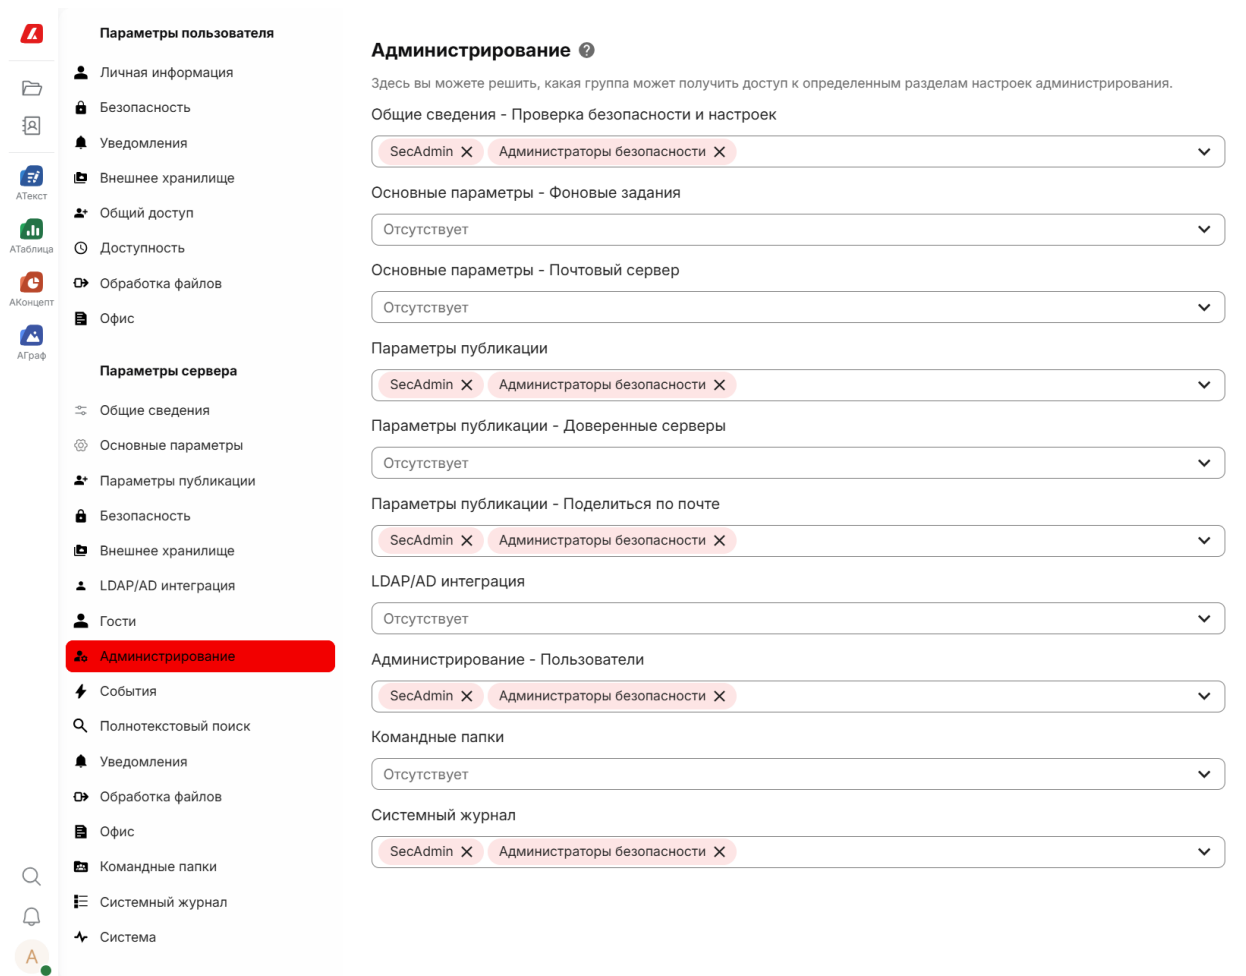 Параметры пользователя
Личная информация
Безопасность
Уведомления
Внешнее хранилище
Общий доступ
Доступность
Обработка файлов
Офис
Параметры сервера
Общие сведения
Основные параметры
Параметры публикации
Безопасность
Внешнее хранилище
LDAP/AD интеграция
Гости
Администрирование
События
Полнотекстовый поиск
Уведомления
Обработка файлов
Офис
Командные папки
Системный журнал
Система
АТекст
АТаблица
АКонцепт
АГраф
А
Администрирование ?
Здесь вы можете решить, какая группа может получить доступ к определенным разделам настроек администрирования.
Общие сведения - Проверка безопасности и настроек
SecAdmin Администраторы безопасности
Основные параметры - Фоновые задания
Отсутствует
Основные параметры - Почтовый сервер
Отсутствует
Параметры публикации
SecAdmin Администраторы безопасности
Параметры публикации - Доверенные серверы
Отсутствует
Параметры публикации - Поделиться по почте
SecAdmin Администраторы безопасности
LDAP/AD интеграция
Отсутствует
Администрирование - Пользователи
SecAdmin Администраторы безопасности
Командные папки
Отсутствует
Системный журнал
SecAdmin Администраторы безопасности